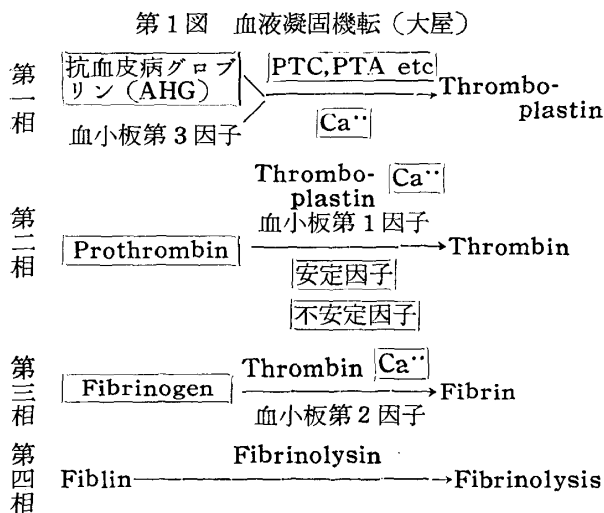 第1図 血液凝固機転（大屋）
第一相
抗血皮病グロブリン（AHG）
血小板第3因子
PTC,PTA etc
Ca··
Thrombo-
plastin
第二相
Prothrombin
Thrombo-
plastin Ca··
血小板第1因子
安定因子
不安定因子
Thrombin
第三相
Fibrinogen
Thrombin Ca··
血小板第2因子
Fibrin
第四相
Fiblin
Fibrinolysin
Fibrinolysis